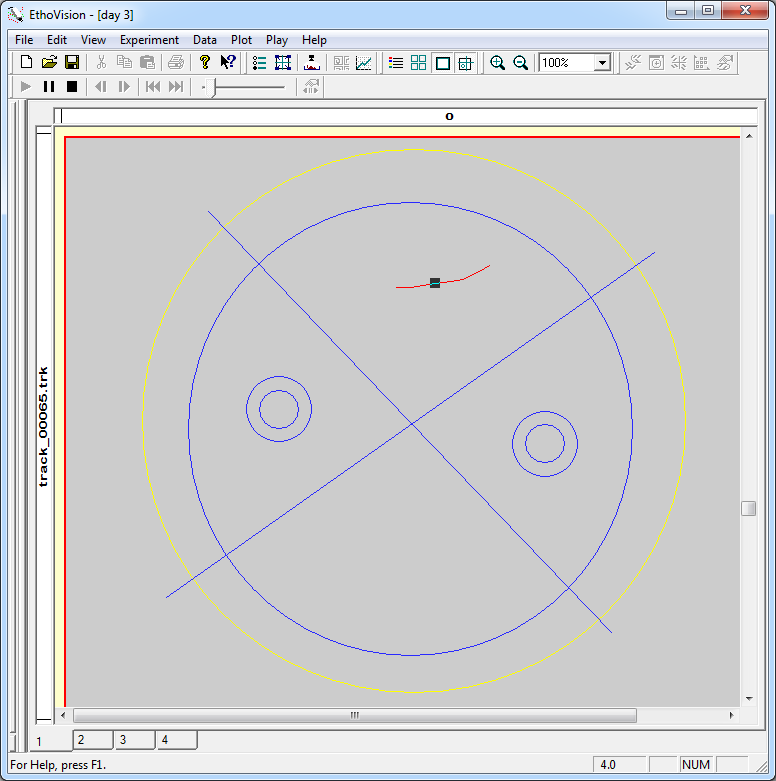 EthoVision - [day 3]
File Edit View Experiment Data Plot Play Help
100%
o
track_00065.trk
1 2 3 4
For Help, press F1. 4.0 NUM